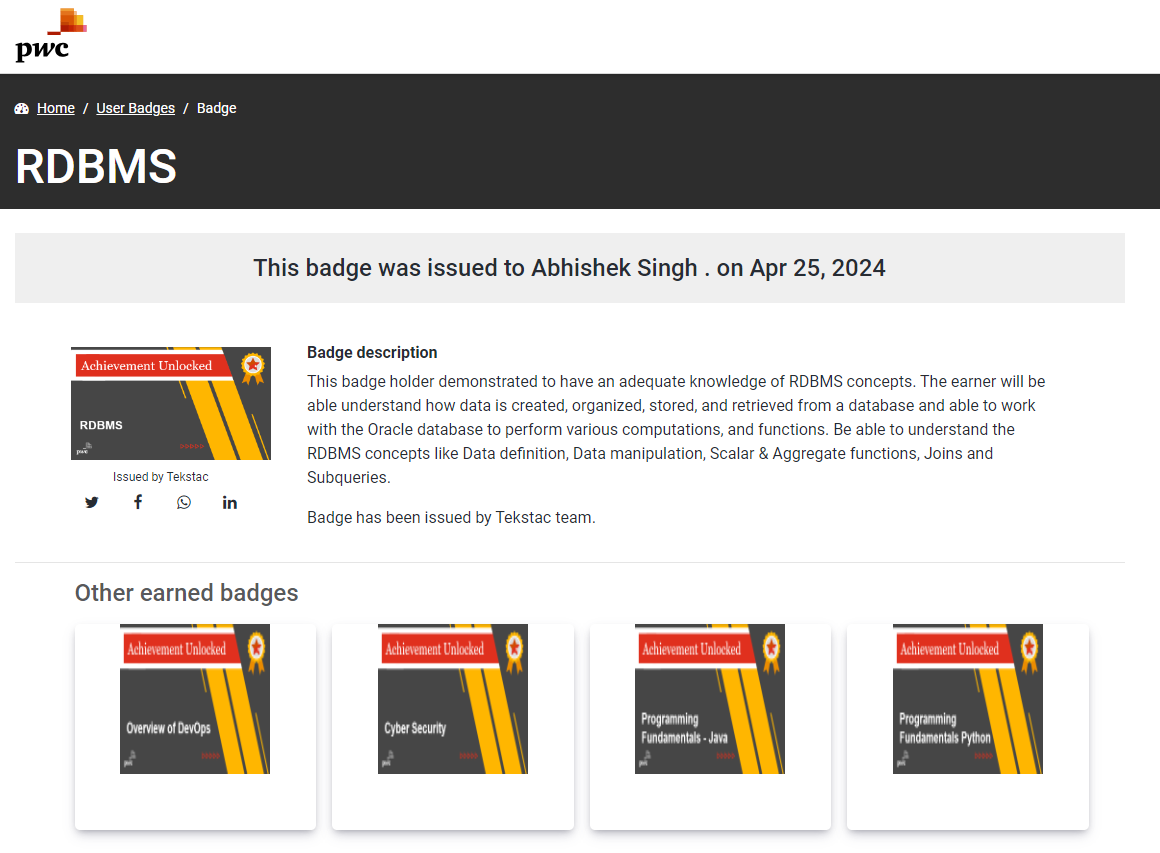 pwc
Home / User Badges / Badge
RDBMS
This badge was issued to Abhishek Singh . on Apr 25, 2024
Achievement Unlocked
RDBMS
pwc
Issued by Tekstac
Badge description
This badge holder demonstrated to have an adequate knowledge of RDBMS concepts. The earner will be
able understand how data is created, organized, stored, and retrieved from a database and able to work
with the Oracle database to perform various computations, and functions. Be able to understand the
RDBMS concepts like Data definition, Data manipulation, Scalar & Aggregate functions, Joins and
Subqueries.
Badge has been issued by Tekstac team.
Other earned badges
Achievement Unlocked
Overview of DevOps
pwc
Achievement Unlocked
Cyber Security
pwc
Achievement Unlocked
Programming
Fundamentals - Java
pwc
Achievement Unlocked
Programming
Fundamentals Python
pwc